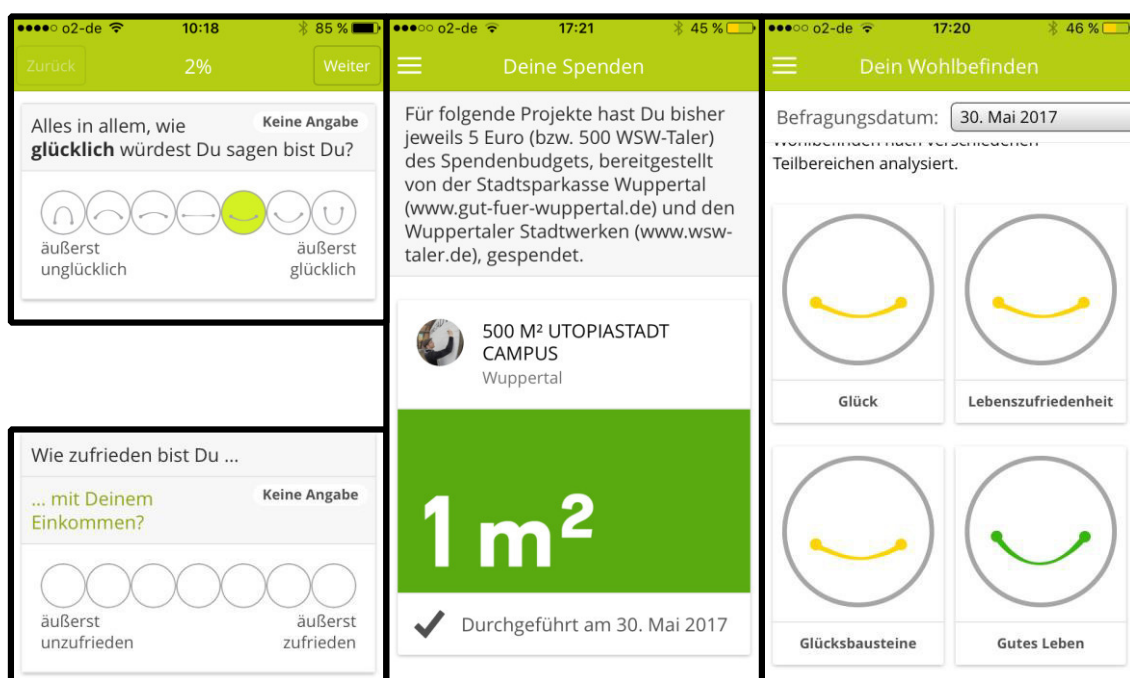 o2-de 10:18 85 %
Zurück 2% Weiter
Alles in allem, wie Keine Angabe
glücklich würdest Du sagen bist Du?
äußerst äußerst
unglücklich glücklich
Wie zufrieden bist Du ...
... mit Deinem Keine Angabe
Einkommen?
äußerst äußerst
unzufrieden zufrieden
o2-de 17:21 45 %
Deine Spenden
Für folgende Projekte hast Du bisher
jeweils 5 Euro (bzw. 500 WSW-Taler)
des Spendenbudgets, bereitgestellt
von der Stadtsparkasse Wuppertal
(www.gut-fuer-wuppertal.de) und den
Wuppertaler Stadtwerken (www.wsw-
taler.de), gespendet.
500 M² UTOPIASTADT
CAMPUS
Wuppertal
1 m²
Durchgeführt am 30. Mai 2017
o2-de 17:20 46 %
Dein Wohlbefinden
Befragungsdatum: 30. Mai 2017
Wohlbefinden nach verschiedenen
Teilbereichen analysiert.
Glück Lebenszufriedenheit
Glücksbausteine Gutes Leben